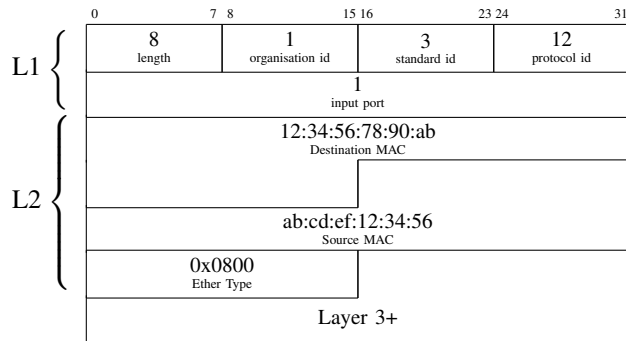 0 7 8 15 16 23 24 31
8 1 3 12
length organisation id standard id protocol id
L1
1
input port
12:34:56:78:90:ab
Destination MAC
L2
ab:cd:ef:12:34:56
Source MAC
0x0800
Ether Type
Layer 3+